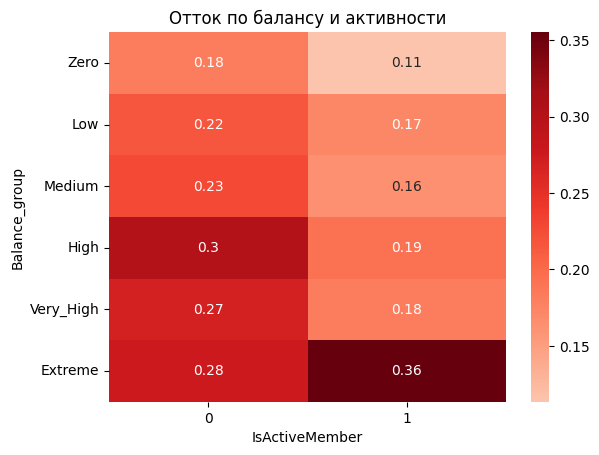 Отток по балансу и активности
Balance_group
Zero 0.18 0.11
Low 0.22 0.17
Medium 0.23 0.16
High 0.3 0.19
Very_High 0.27 0.18
Extreme 0.28 0.36
0 1
IsActiveMember
0.35
0.30
0.25
0.20
0.15